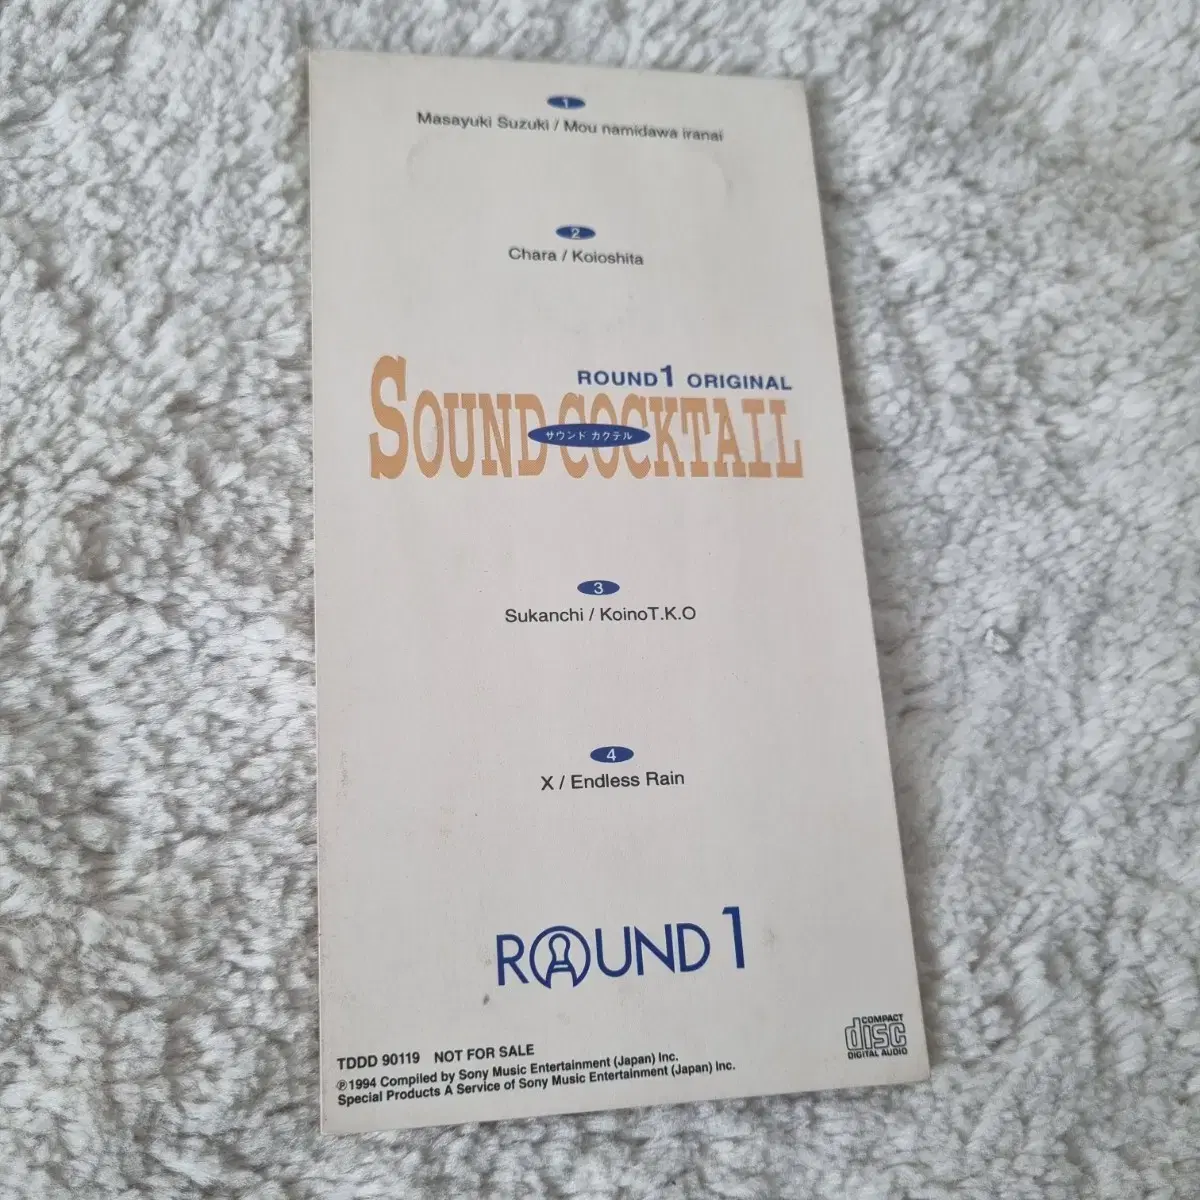 1
Masayuki Suzuki / Mou namidawa iranai
2
Chara / Koioshita
ROUND1 ORIGINAL
SOUND COCKTAIL
サウンド カクテル
3
Sukanchi / KoinoT.K.O
4
X / Endless Rain
ROUND 1
TDDD 90119 NOT FOR SALE
℗1994 Compiled by Sony Music Entertainment (Japan) Inc.
Special Products A Service of Sony Music Entertainment (Japan) Inc.
COMPACT
disc
DIGITAL AUDIO